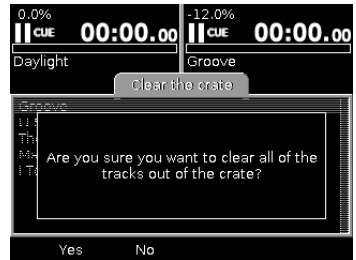 0.0%
CUE 00:00.00
Daylight
-12.0%
CUE 00:00.00
Groove
Clear the crate
Groove
Are you sure you want to clear all of the
tracks out of the crate?
Yes No